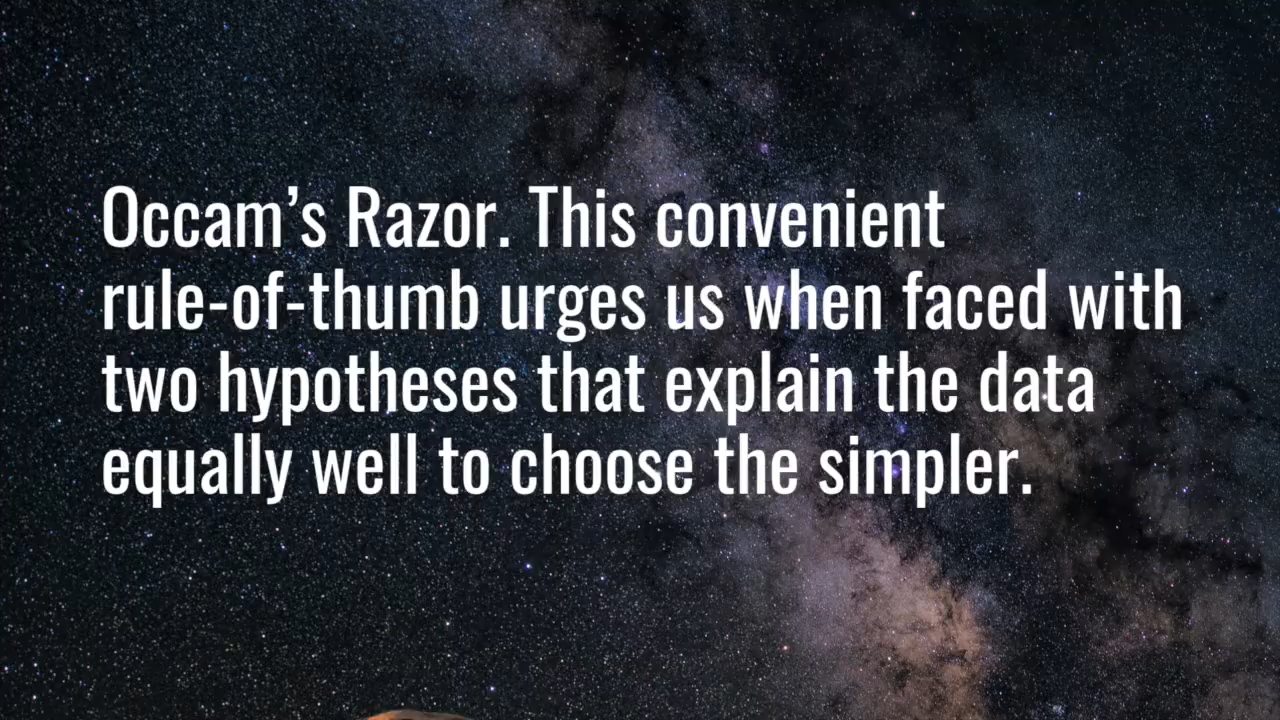 Occam’s Razor. This convenient
rule-of-thumb urges us when faced with
two hypotheses that explain the data
equally well to choose the simpler.